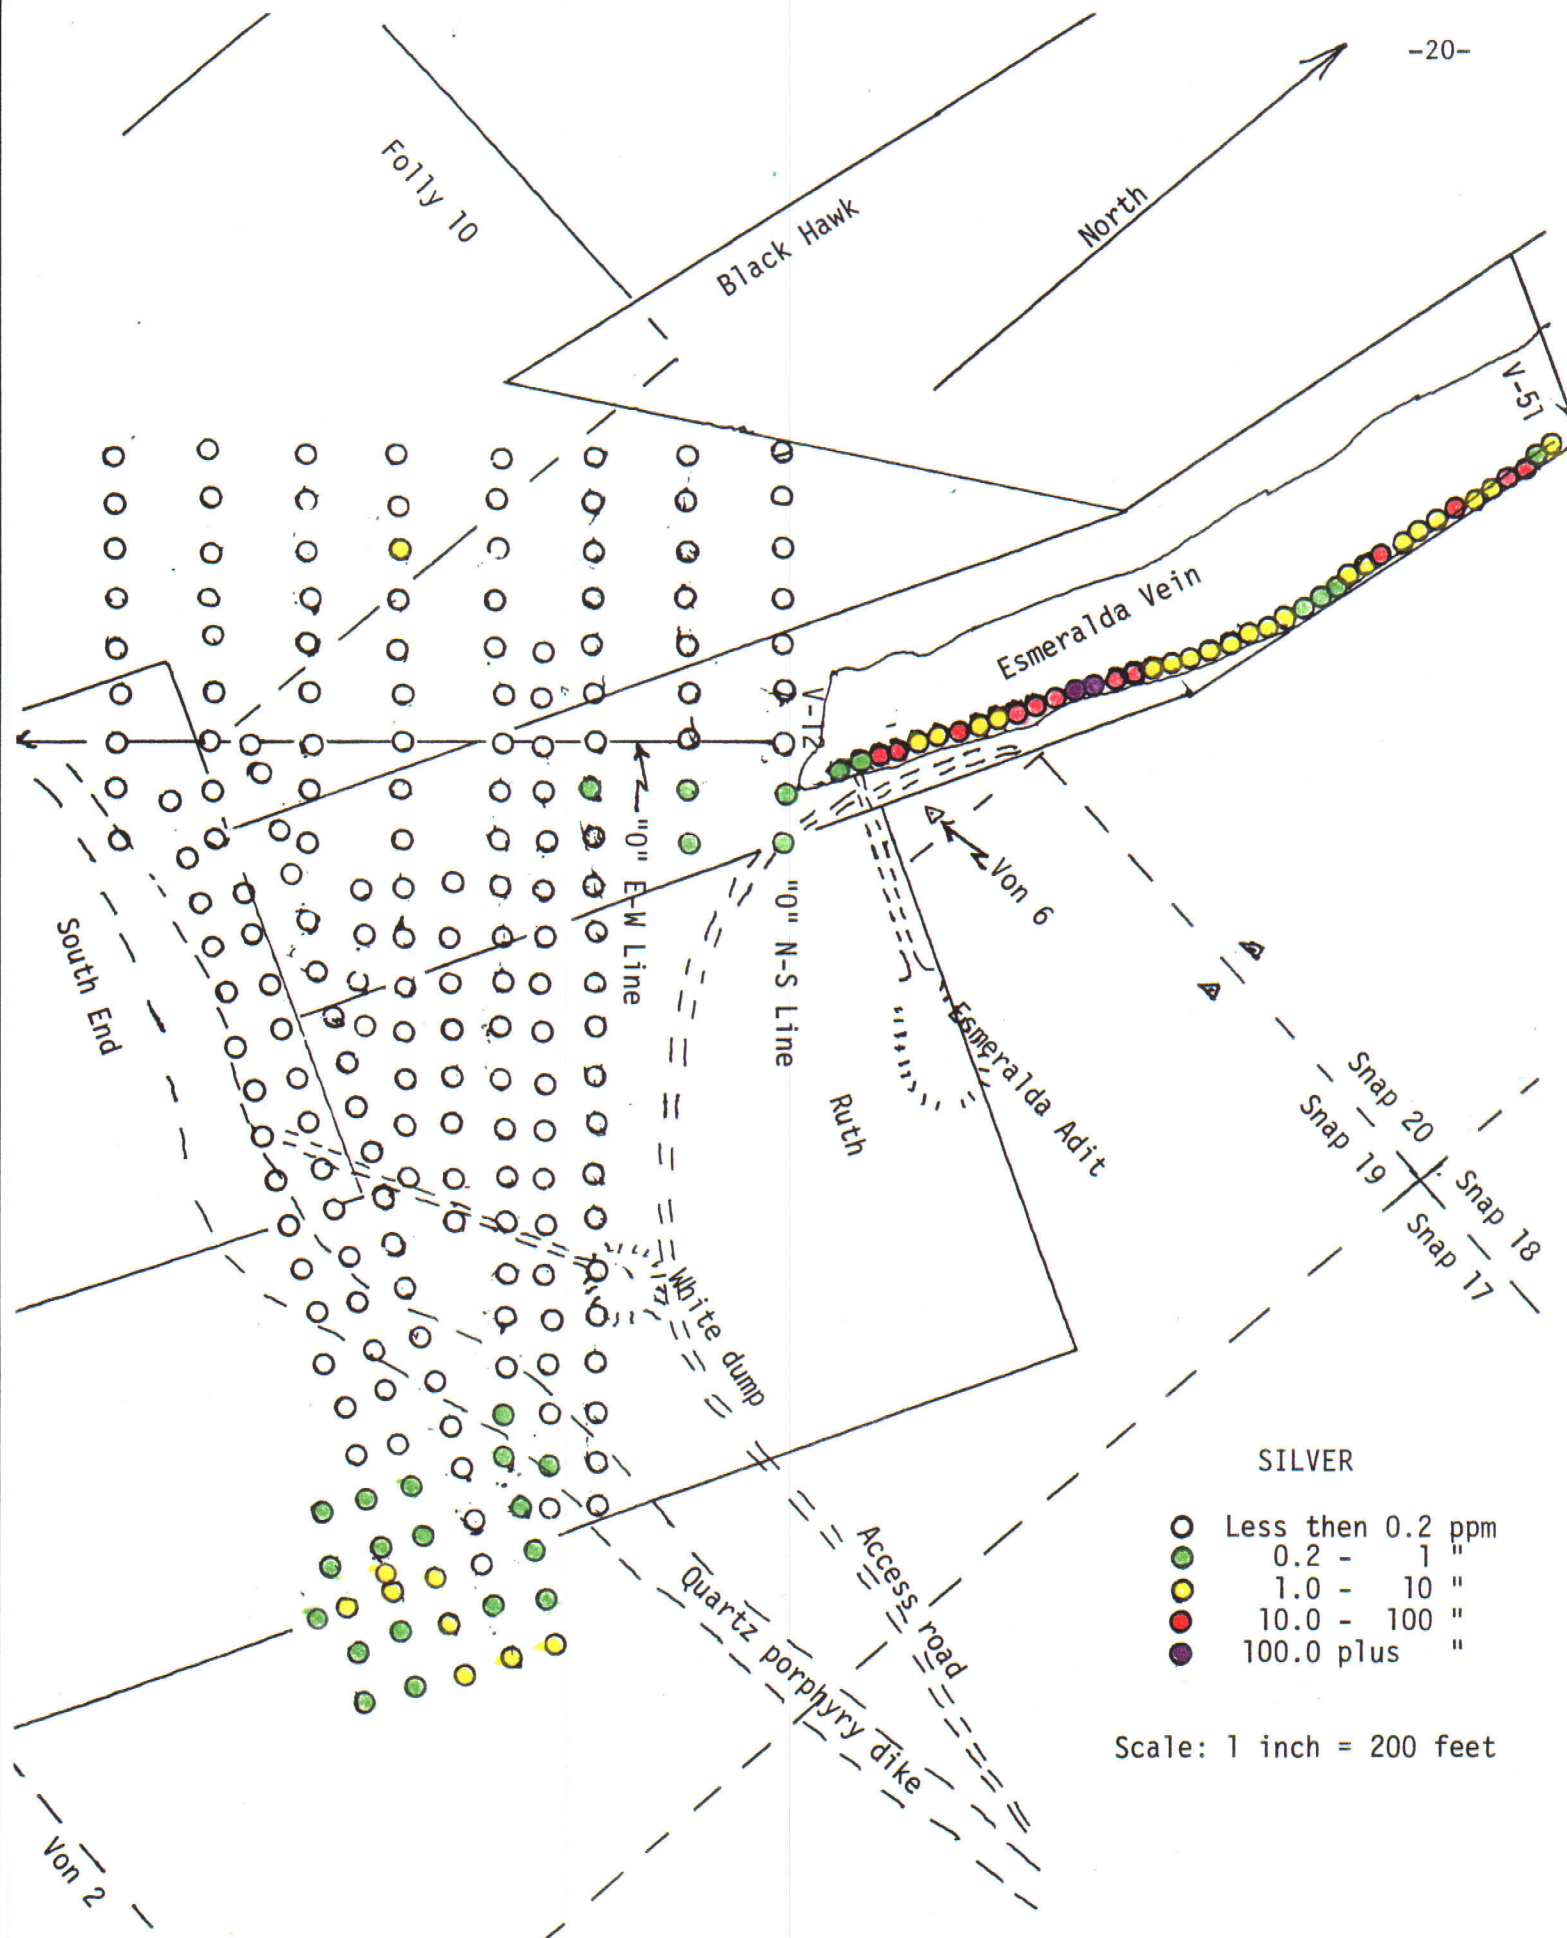 -20-
Folly 10
Black Hawk
North
V-51
Esmeralda Vein
V-12
"0" E-W Line
"0" N-S Line
Von 6
South End
Esmeralda Adit
Ruth
Snap 20
Snap 19
Snap 18
Snap 17
White dump
Access road
Quartz porphyry dike
Von 2
SILVER
Less then 0.2 ppm
0.2 - 1 "
1.0 - 10 "
10.0 - 100 "
100.0 plus "
Scale: 1 inch = 200 feet